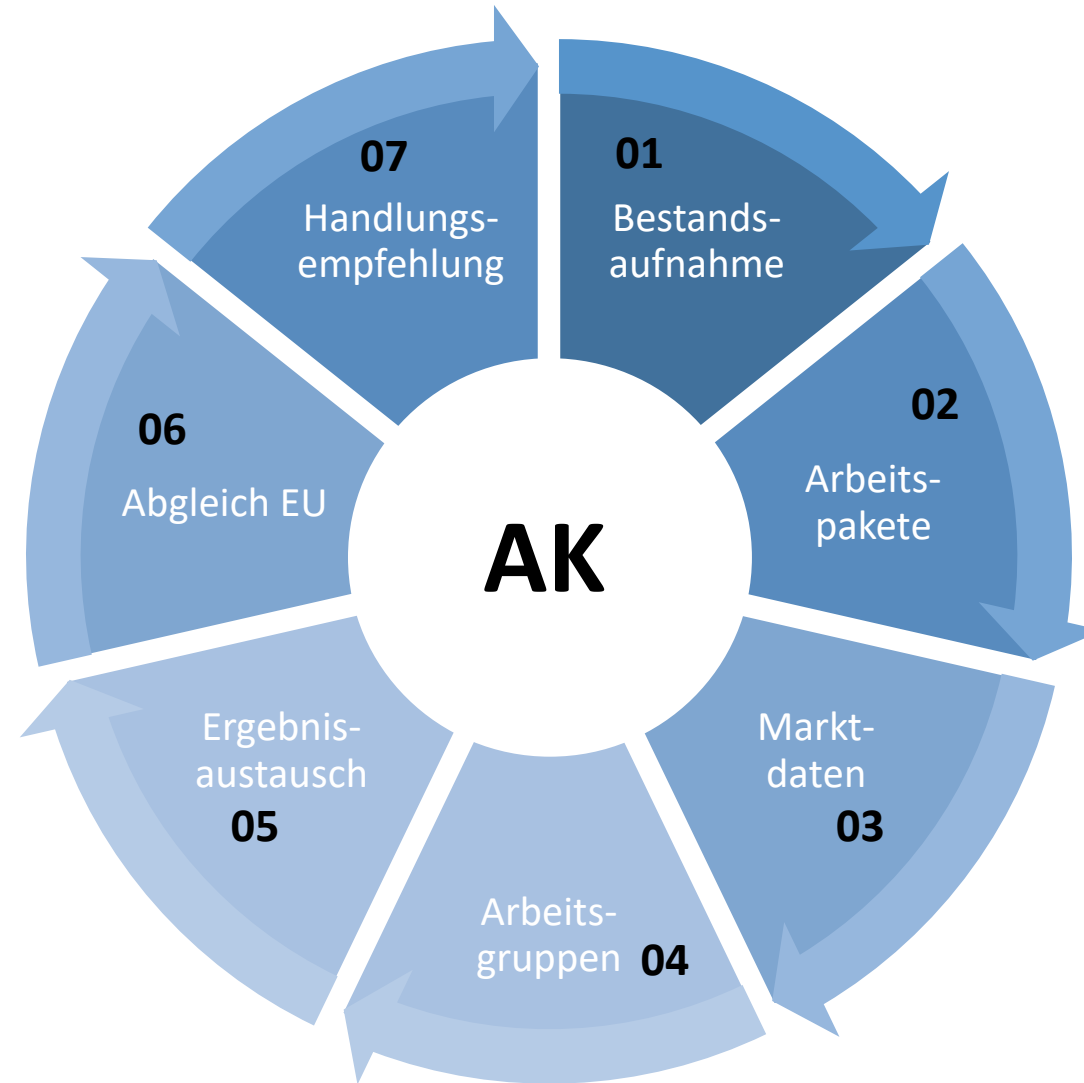 01
Bestands-
aufnahme
02
Arbeits-
pakete
Markt-
daten
03
Arbeits-
gruppen 04
Ergebnis-
austausch
05
06
Abgleich EU
07
Handlungs-
empfehlung
AK